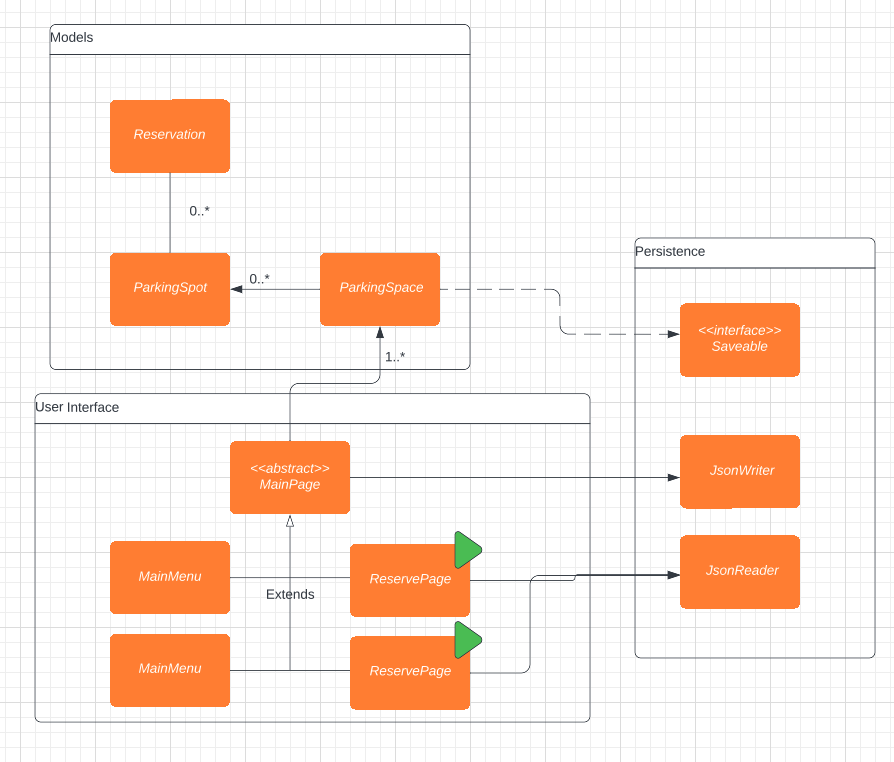 Models
Reservation
0..*
ParkingSpot
0..*
ParkingSpace
1..*
Persistence
<<interface>>
Saveable
JsonWriter
JsonReader
User Interface
<<abstract>>
MainPage
MainMenu
Extends
ReservePage
MainMenu
ReservePage